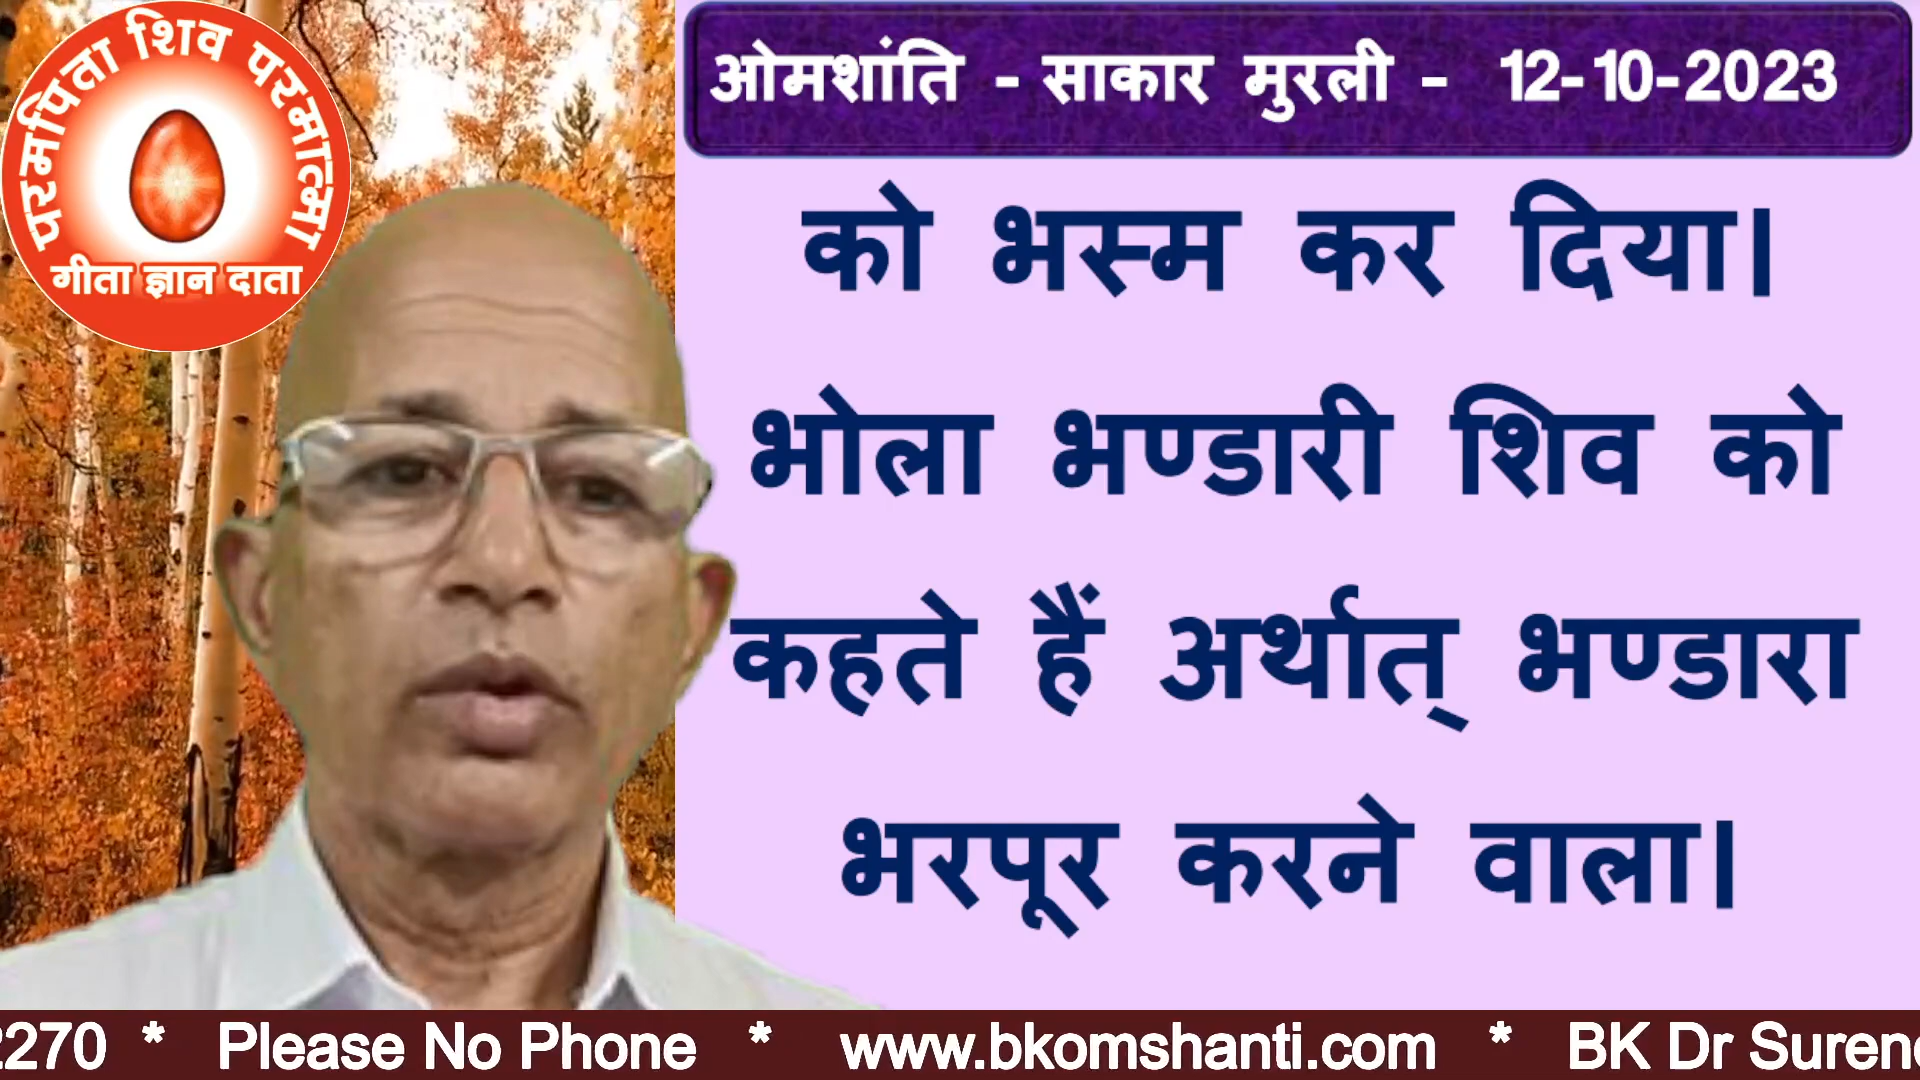 परमपिता शिव परमात्मा
गीता ज्ञान दाता
ओमशांति - साकार मुरली - 12-10-2023
को भस्म कर दिया।
भोला भण्डारी शिव को
कहते हैं अर्थात् भण्डारा
भरपूर करने वाला।
2270 * Please No Phone * www.bkomshanti.com * BK Dr Suren